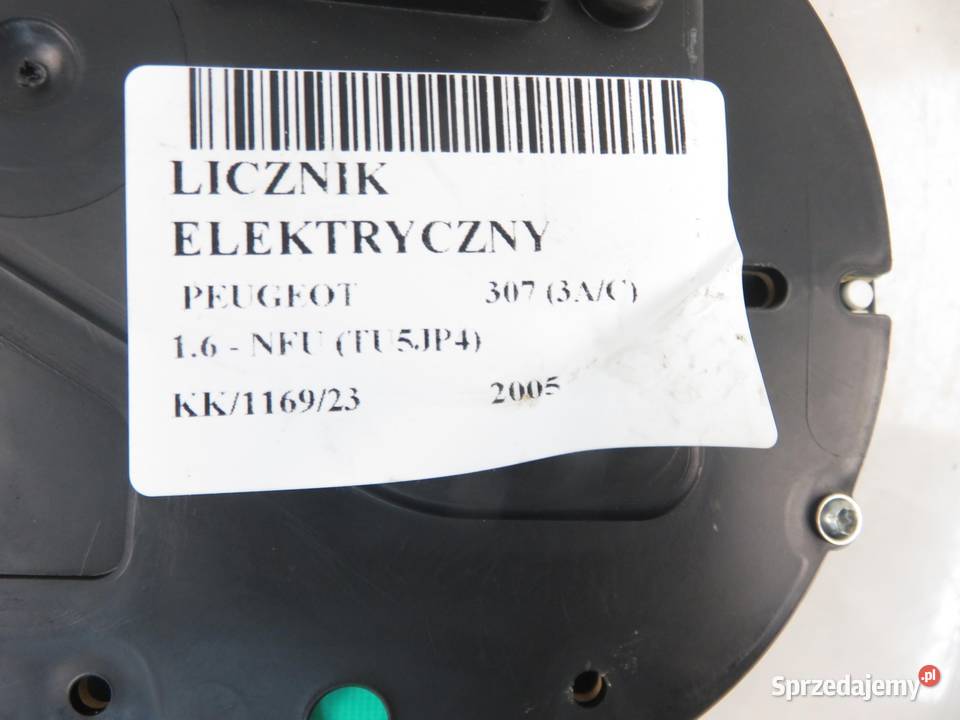 LICZNIK
ELEKTRYCZNY
PEUGEOT 307 (3A/C)
1.6 - NFU (TU5JP4)
KK/1169/23 2005
Sprzedajemy.pl